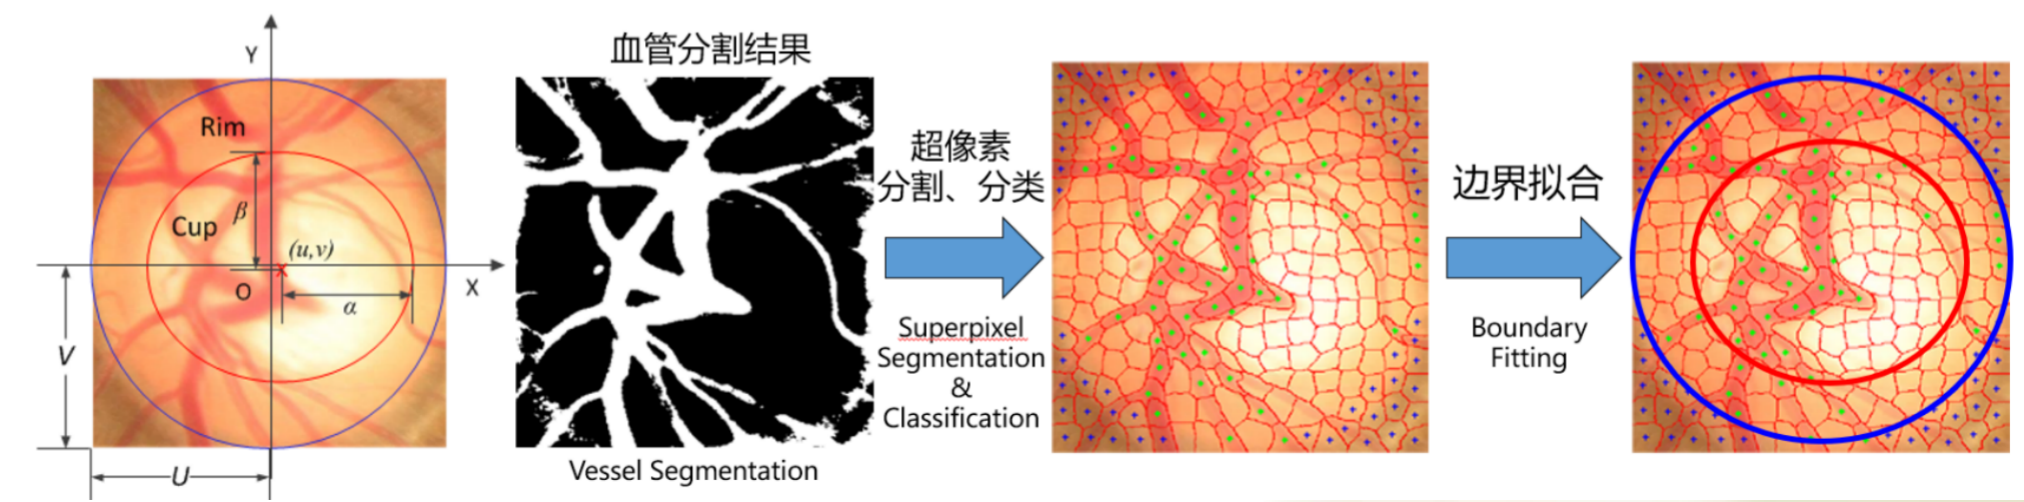 Y
Rim
Cup
β
(u,v)
O
X
α
V
U
血管分割结果
Vessel Segmentation
超像素
分割、分类
Superpixel
Segmentation
&
Classification
边界拟合
Boundary
Fitting